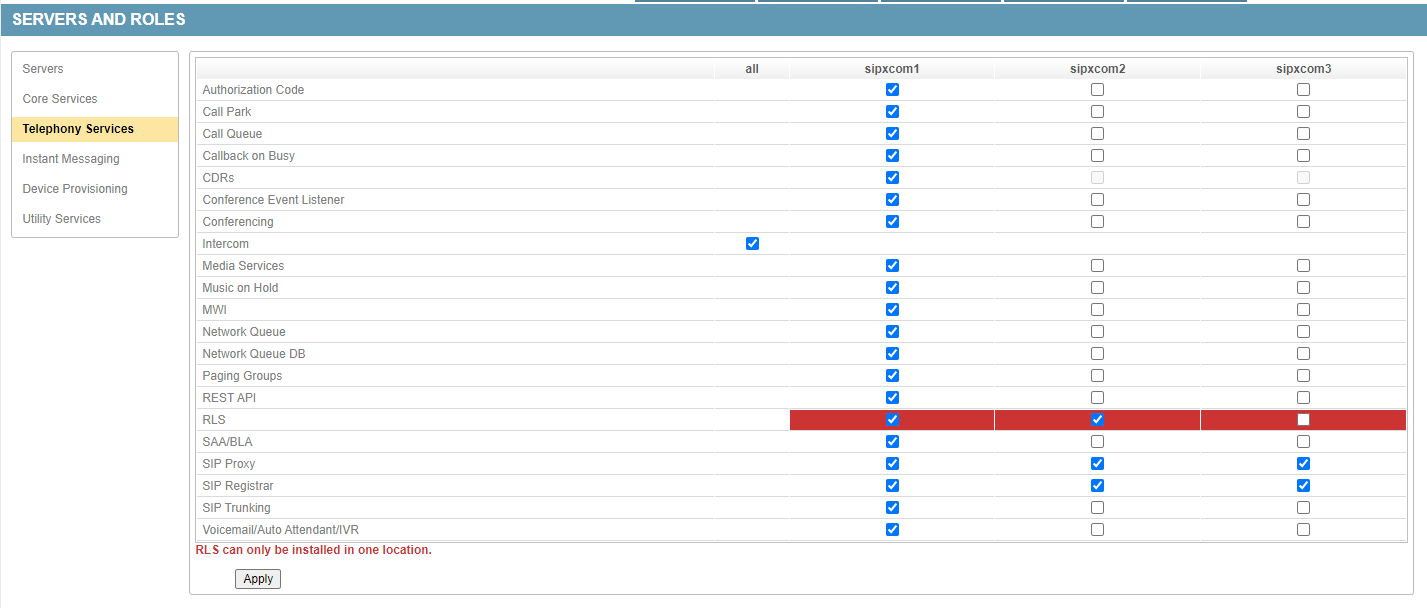 SERVERS AND ROLES
Servers
Core Services
Telephony Services
Instant Messaging
Device Provisioning
Utility Services
all sipxcom1 sipxcom2 sipxcom3
Authorization Code
Call Park
Call Queue
Callback on Busy
CDRs
Conference Event Listener
Conferencing
Intercom
Media Services
Music on Hold
MWI
Network Queue
Network Queue DB
Paging Groups
REST API
RLS
SAA/BLA
SIP Proxy
SIP Registrar
SIP Trunking
Voicemail/Auto Attendant/IVR
RLS can only be installed in one location.
Apply